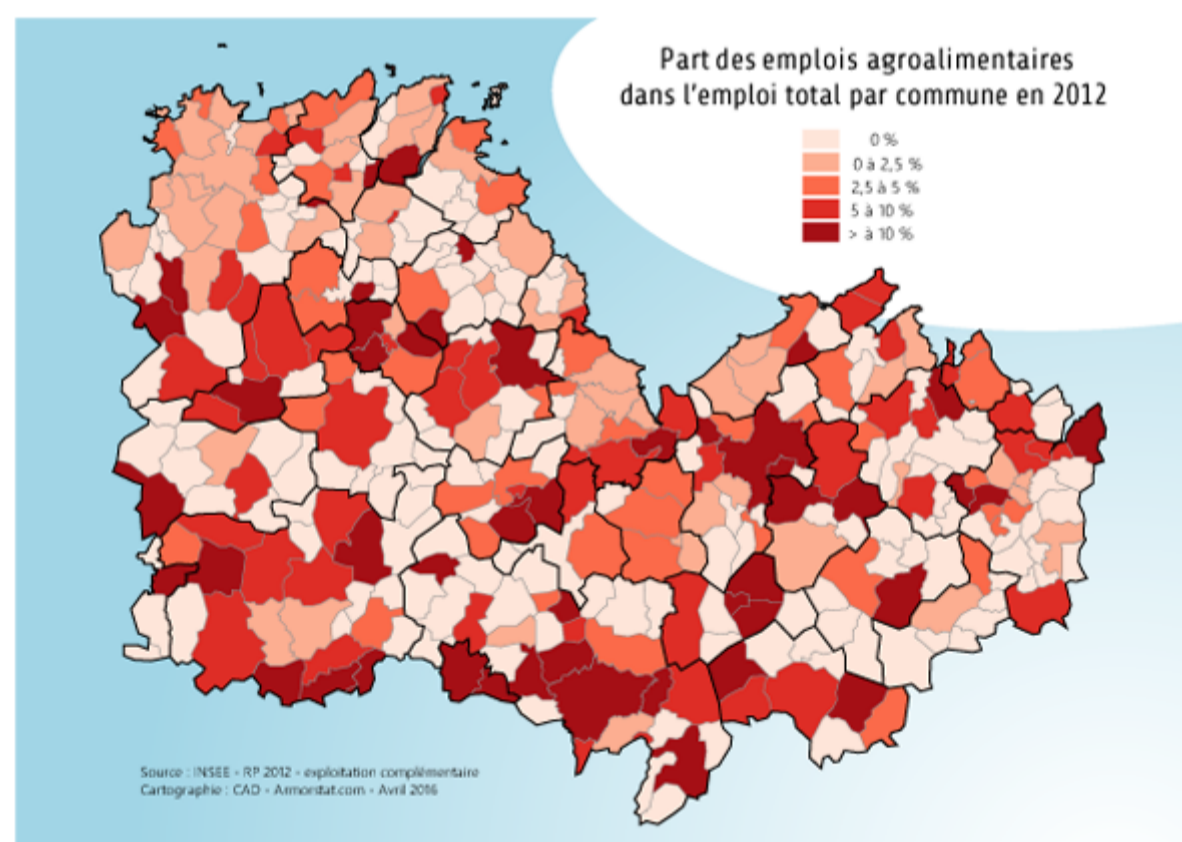 Part des emplois agroalimentaires
dans l'emploi total par commune en 2012
0 %
0 à 2,5 %
2,5 à 5 %
5 à 10 %
> à 10 %
Source : INSEE - RP 2012 - exploitation complémentaire
Cartographie : CAD - Armorstat.com - Avril 2016